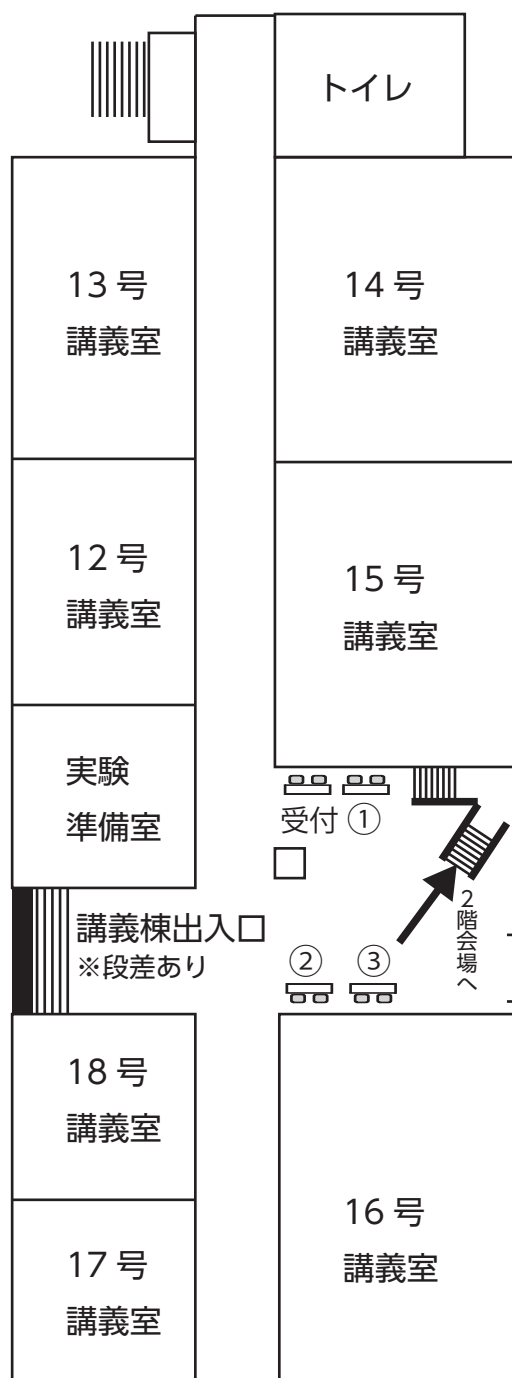 トイレ
13 号
講義室
14 号
講義室
12 号
講義室
15 号
講義室
実験
準備室
受付 ①
講義棟出入口
※段差あり
②
③
2階会場へ
18 号
講義室
16 号
講義室
17 号
講義室